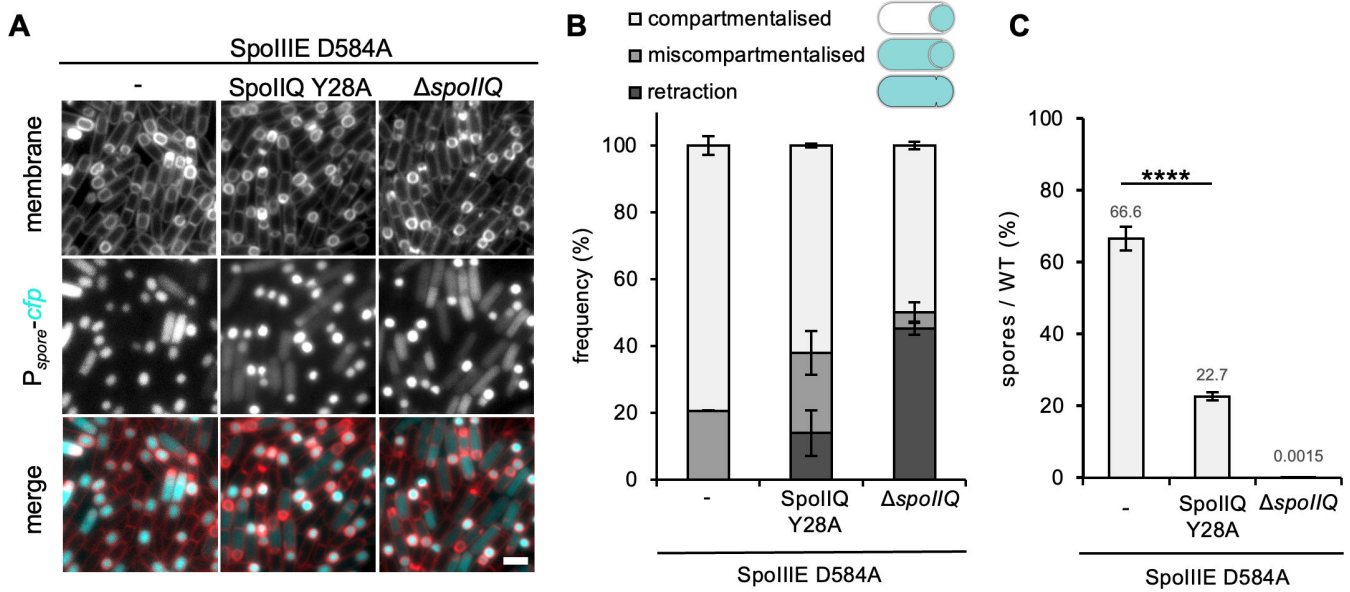 A
SpoIIIE D584A
-
SpoIIQ Y28A
ΔspoIIQ
membrane
Pspore-cfp
merge
B
compartmentalised
miscompartmentalised
retraction
frequency (%)
100
80
60
40
20
0
-
SpoIIQ
Y28A
ΔspoIIQ
SpoIIIE D584A
C
spores / WT (%)
100
80
60
40
20
0
****
66.6
22.7
0.0015
-
SpoIIQ
Y28A
ΔspoIIQ
SpoIIIE D584A